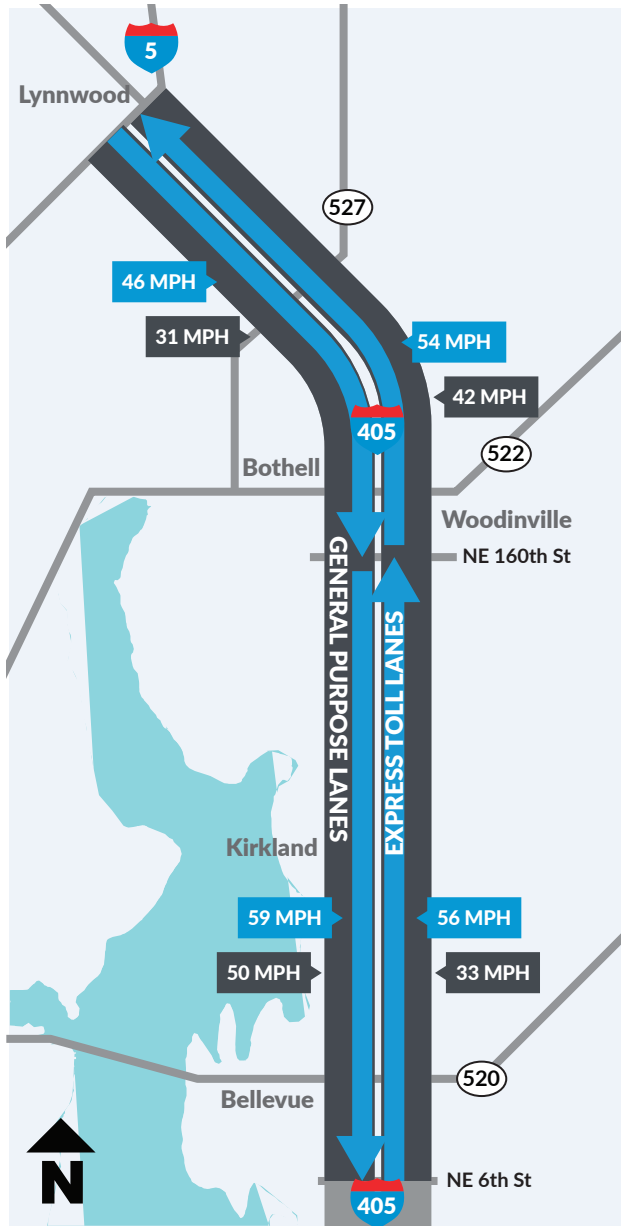 5
Lynnwood
527
46 MPH
31 MPH
54 MPH
42 MPH
405
522
Bothell
Woodinville
NE 160th St
GENERAL PURPOSE LANES
EXPRESS TOLL LANES
Kirkland
59 MPH
56 MPH
50 MPH
33 MPH
520
Bellevue
N
NE 6th St
405